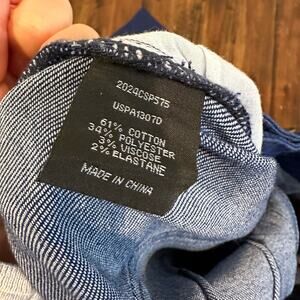 2024CSP575
USPA1307D
61% COTTON
34% POLYESTER
3% VISCOSE
2% ELASTANE
MADE IN CHINA